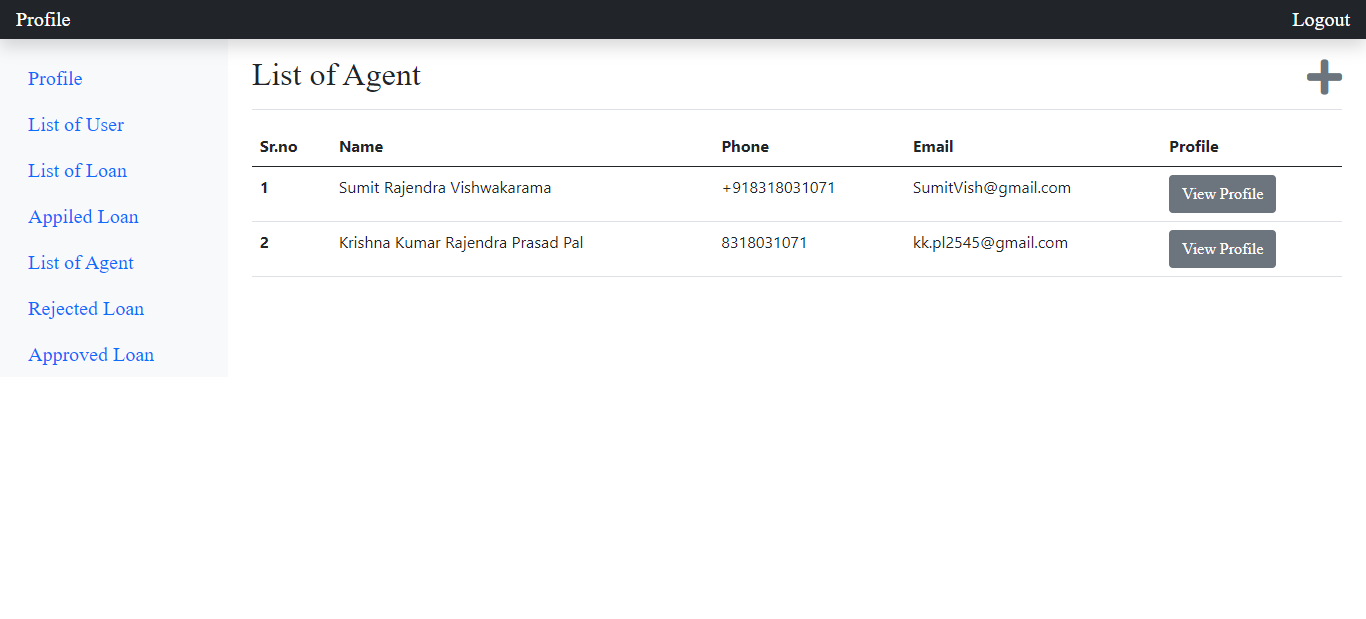 Profile Logout
Profile
List of User
List of Loan
Appiled Loan
List of Agent
Rejected Loan
Approved Loan
List of Agent
Sr.no Name Phone Email Profile
1 Sumit Rajendra Vishwakarama +918318031071 SumitVish@gmail.com View Profile
2 Krishna Kumar Rajendra Prasad Pal 8318031071 kk.pl2545@gmail.com View Profile